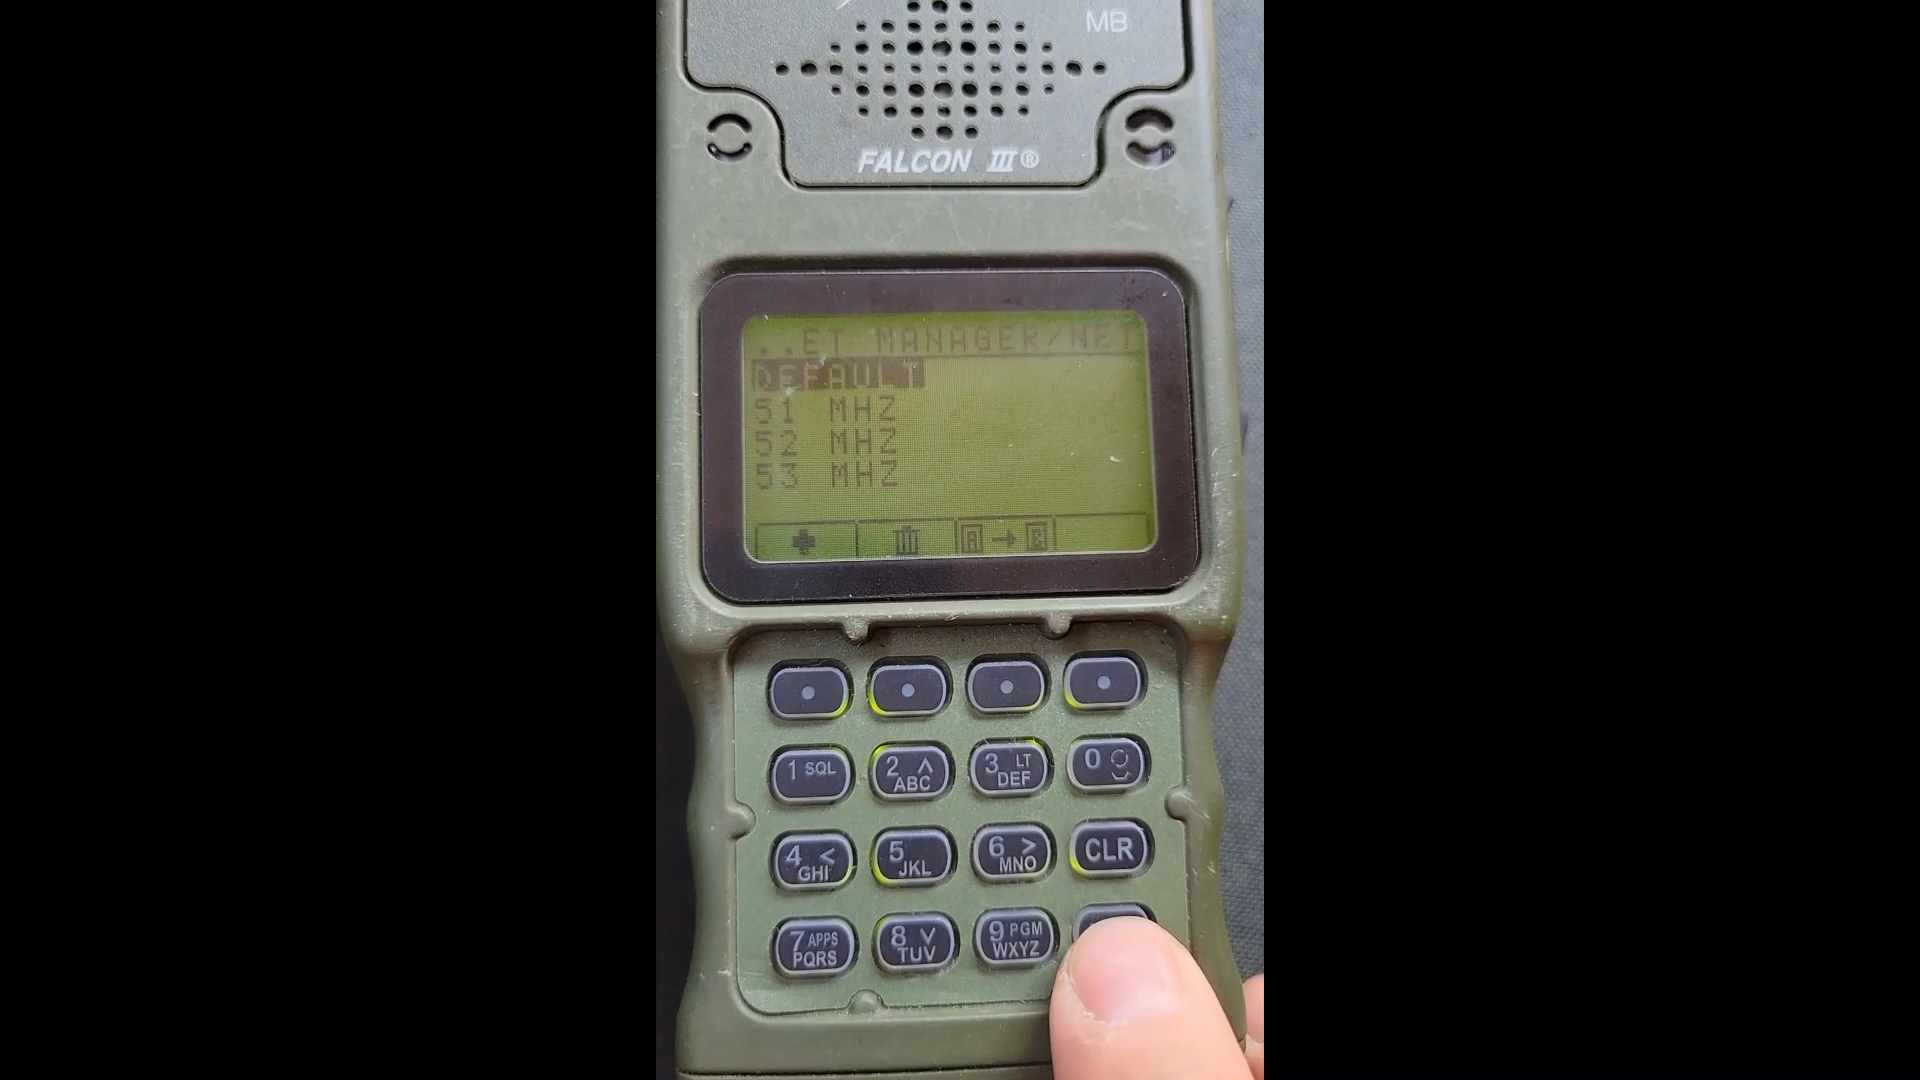 MB
FALCON III®
..ET MANAGER/NET
DEFAULT
51 MHZ
52 MHZ
53 MHZ
A → B
1 SQL
2 ABC
3 LT DEF
0
4 < GHI
5 JKL
6 > MNO
CLR
7 APPS PQRS
8 TUV
9 PGM WXYZ